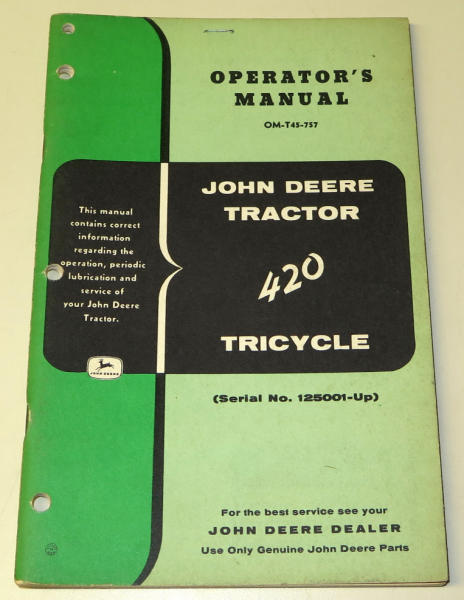 OPERATOR'S
MANUAL
OM-T45-757
JOHN DEERE
TRACTOR
420
TRICYCLE
(Serial No. 125001-Up)
This manual
contains correct
information
regarding the
operation, periodic
lubrication and
service of
your John Deere
Tractor.
JOHN DEERE
For the best service see your
JOHN DEERE DEALER
Use Only Genuine John Deere Parts